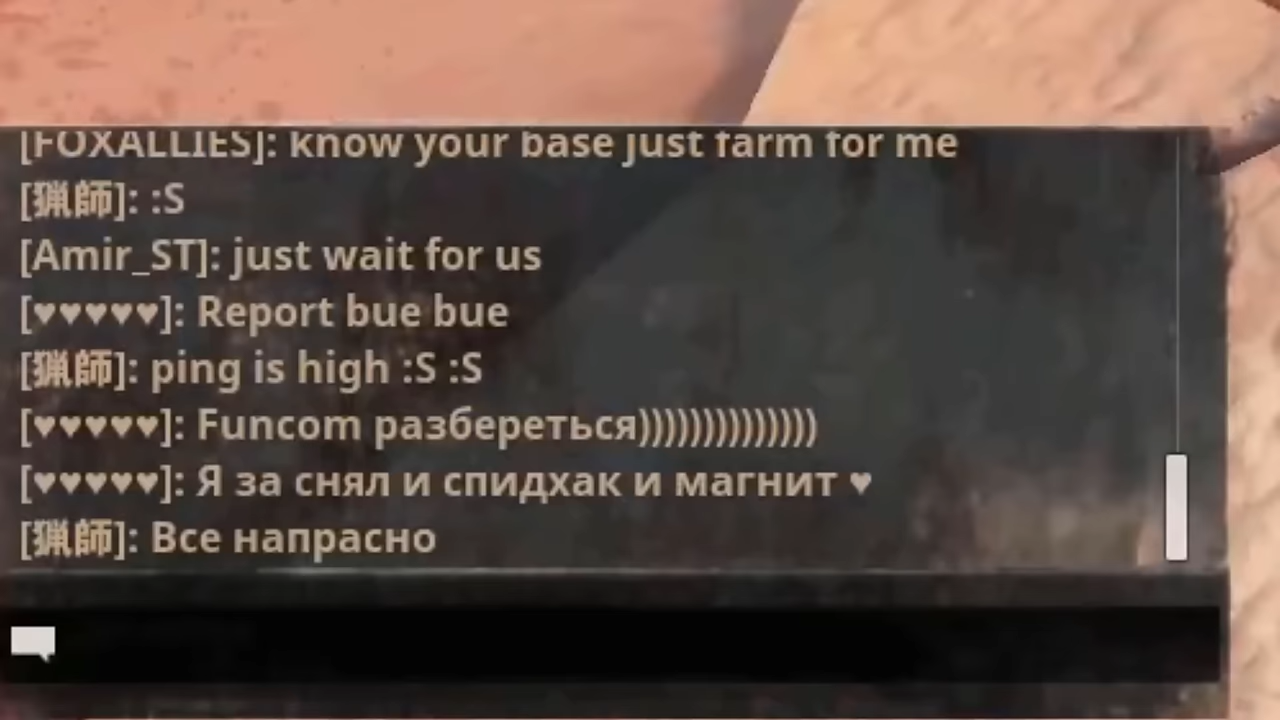 [FOXALLIES]: know your base just farm for me
[猟師]: :S
[Amir_ST]: just wait for us
[♥♥♥♥♥]: Report bue bue
[猟師]: ping is high :S :S
[♥♥♥♥♥]: Funcom разбереться))))))))))))))
[♥♥♥♥♥]: Я за снял и спидхак и магнит ♥
[猟師]: Все напрасно